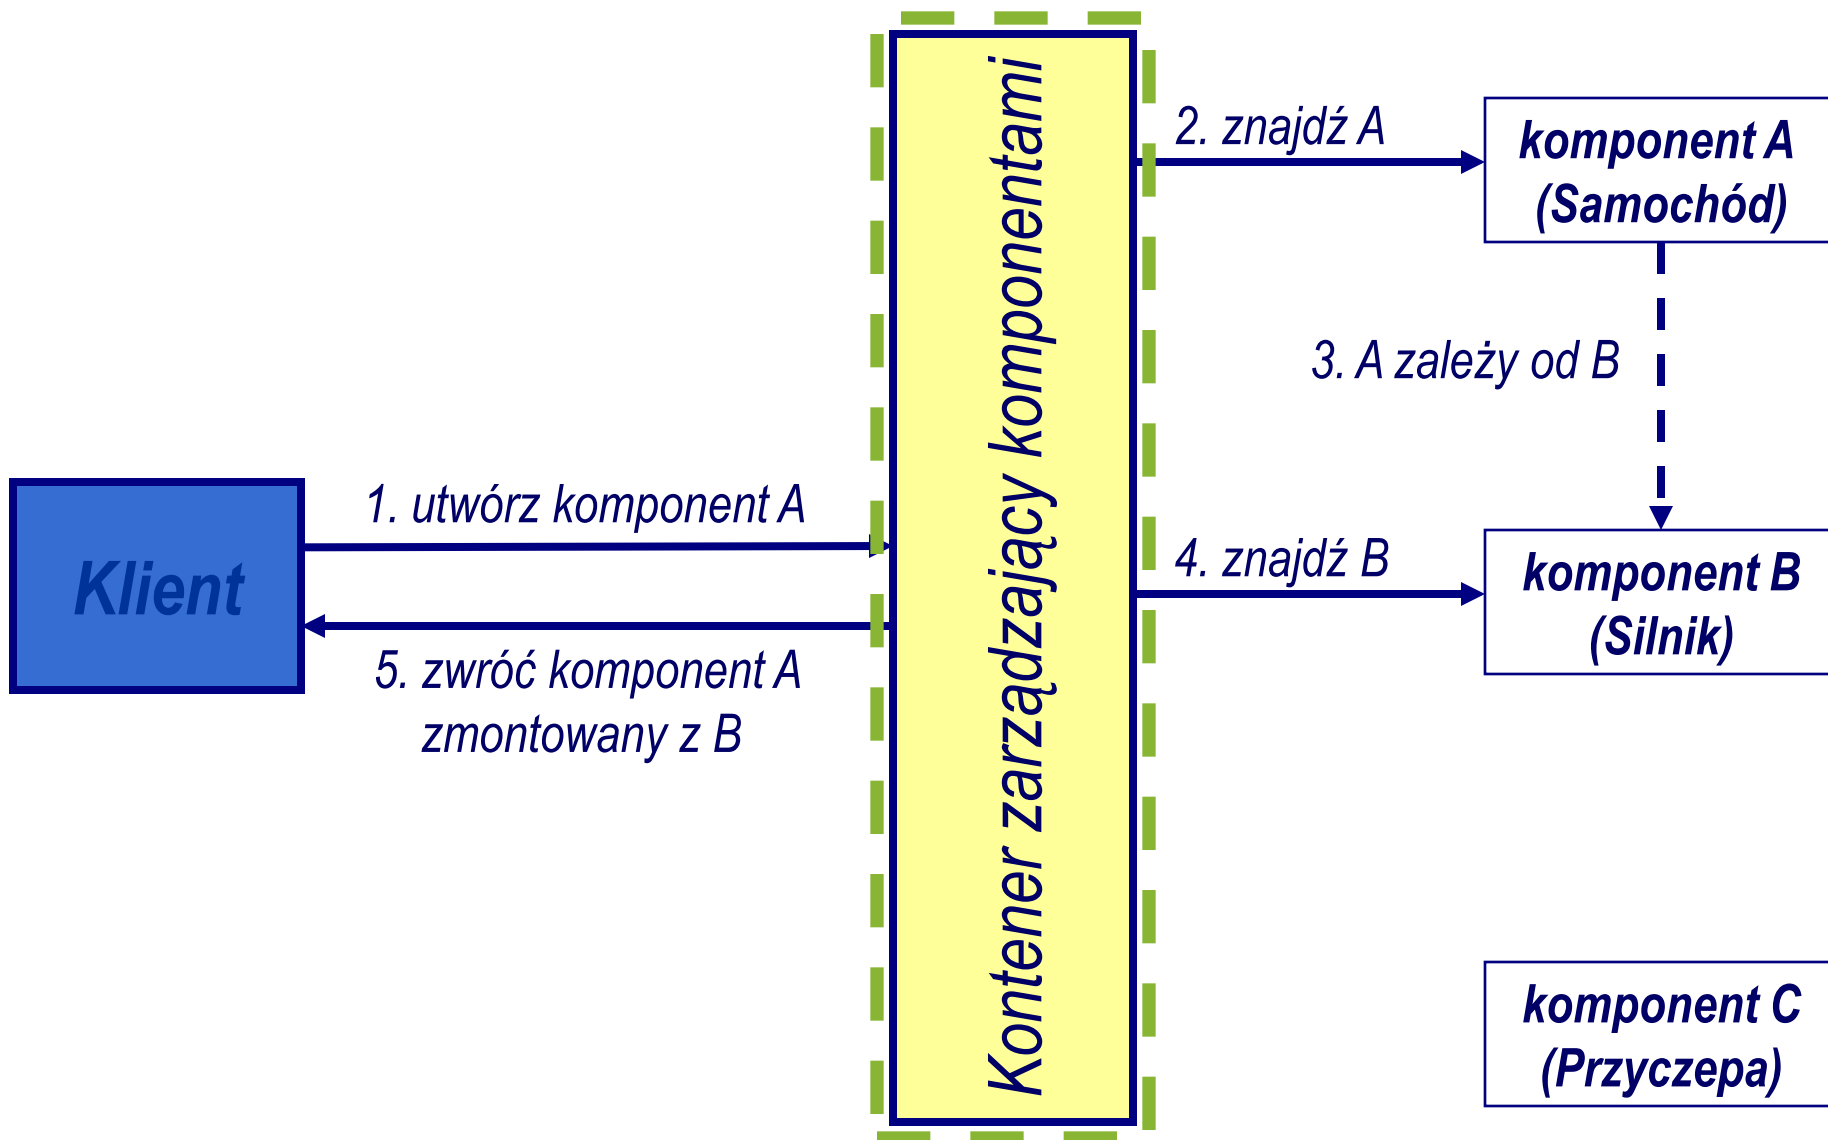 Kontener zarządzający komponentami
2. znajdź A
komponent A
(Samochód)
3. A zależy od B
1. utwórz komponent A
Klient
4. znajdź B
komponent B
(Silnik)
5. zwróć komponent A
zmontowany z B
komponent C
(Przyczepa)